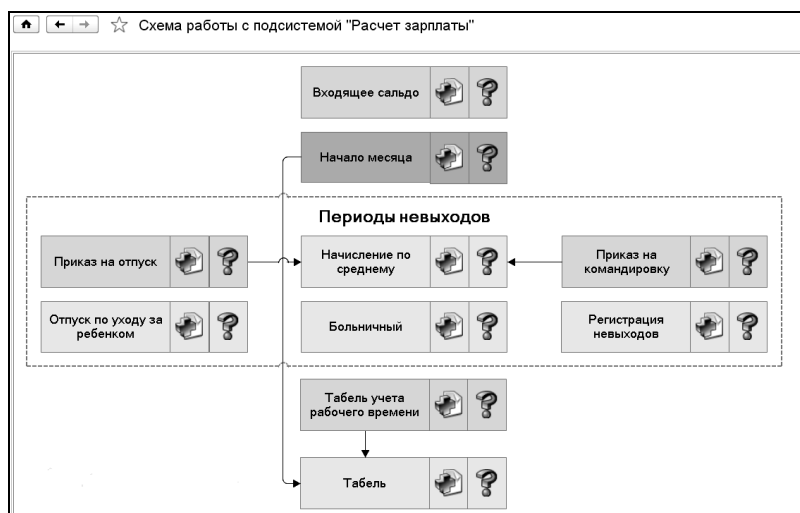 Схема работы с подсистемой "Расчет зарплаты"
Входящее сальдо
Начало месяца
Периоды невыходов
Приказ на отпуск
Начисление по
среднему
Приказ на
командировку
Отпуск по уходу за
ребенком
Больничный
Регистрация
невыходов
Табель учета
рабочего времени
Табель